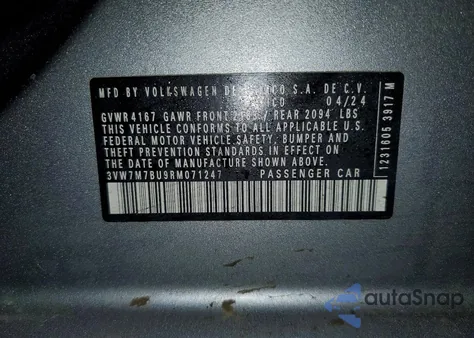 MFD BY VOLKSWAGEN DE MEXICO S.A. DE C.V.
MEXICO 04/24
GVWR 4167 GAWR FRONT REAR 2094 LBS
THIS VEHICLE CONFORMS TO ALL APPLICABLE U.S.
FEDERAL MOTOR VEHICLE SAFETY, BUMPER AND
THEFT PREVENTION STANDARDS IN EFFECT ON
THE DATE OF MANUFACTURE SHOWN ABOVE.
3VW7M7BU9RM071247 PASSENGER CAR
1231605 3917 M
autoSnap